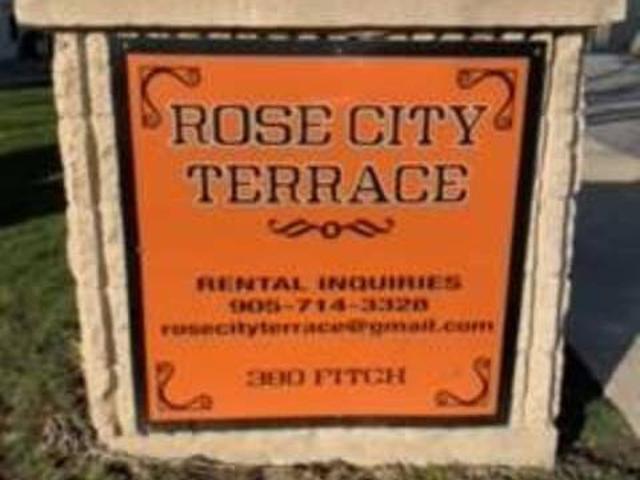 ROSE CITY
TERRACE
RENTAL INQUIRIES
905-714-3328
rosecityterrace@gmail.com
380 FITCH